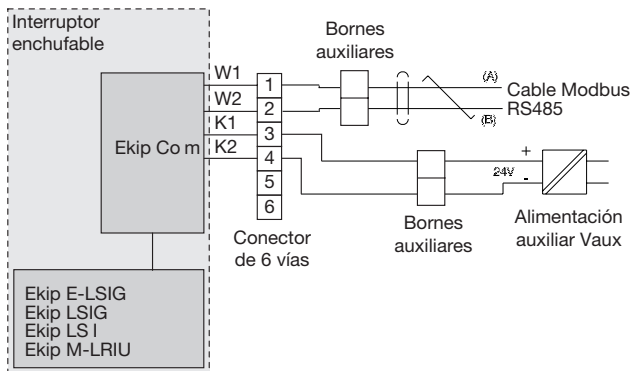 Interruptor
enchufable
Bornes
auxiliares
W1
W2
K1
K2
1
2
3
4
5
6
(A)
Cable Modbus
RS485
(B)
Ekip Co m
+
24V -
Conector
de 6 vías
Bornes
auxiliares
Alimentación
auxiliar Vaux
Ekip E-LSIG
Ekip LSIG
Ekip LS I
Ekip M-LRIU